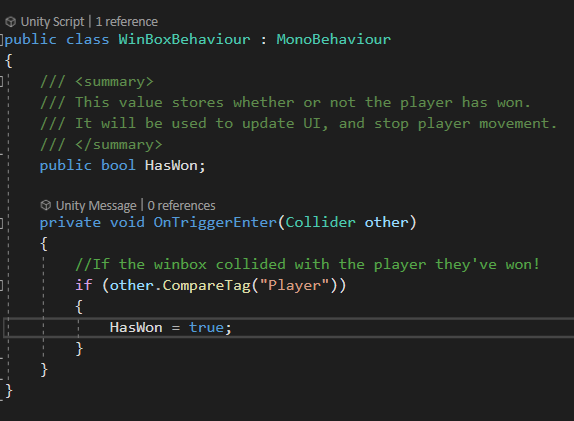 Unity Script | 1 reference
public class WinBoxBehaviour : MonoBehaviour
{
/// <summary>
/// This value stores whether or not the player has won.
/// It will be used to update UI, and stop player movement.
/// </summary>
public bool HasWon;
Unity Message | 0 references
private void OnTriggerEnter(Collider other)
{
//If the winbox collided with the player they've won!
if (other.CompareTag("Player"))
{
HasWon = true;
}
}
}